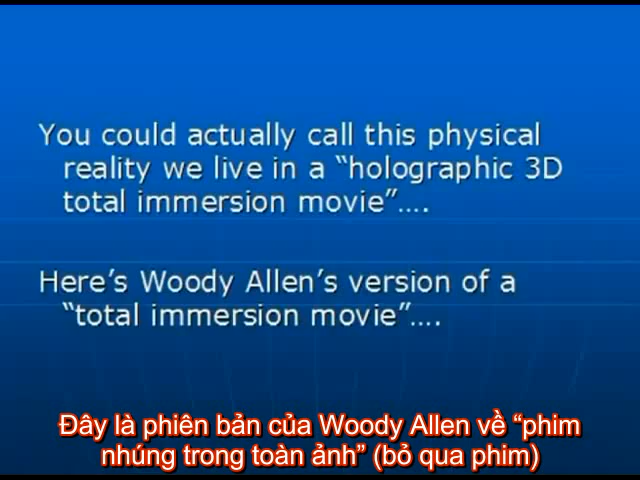 You could actually call this physical
reality we live in a “holographic 3D
total immersion movie”….
Here’s Woody Allen’s version of a
“total immersion movie”….
Đây là phiên bản của Woody Allen về “phim
nhúng trong toàn ảnh” (bỏ qua phim)